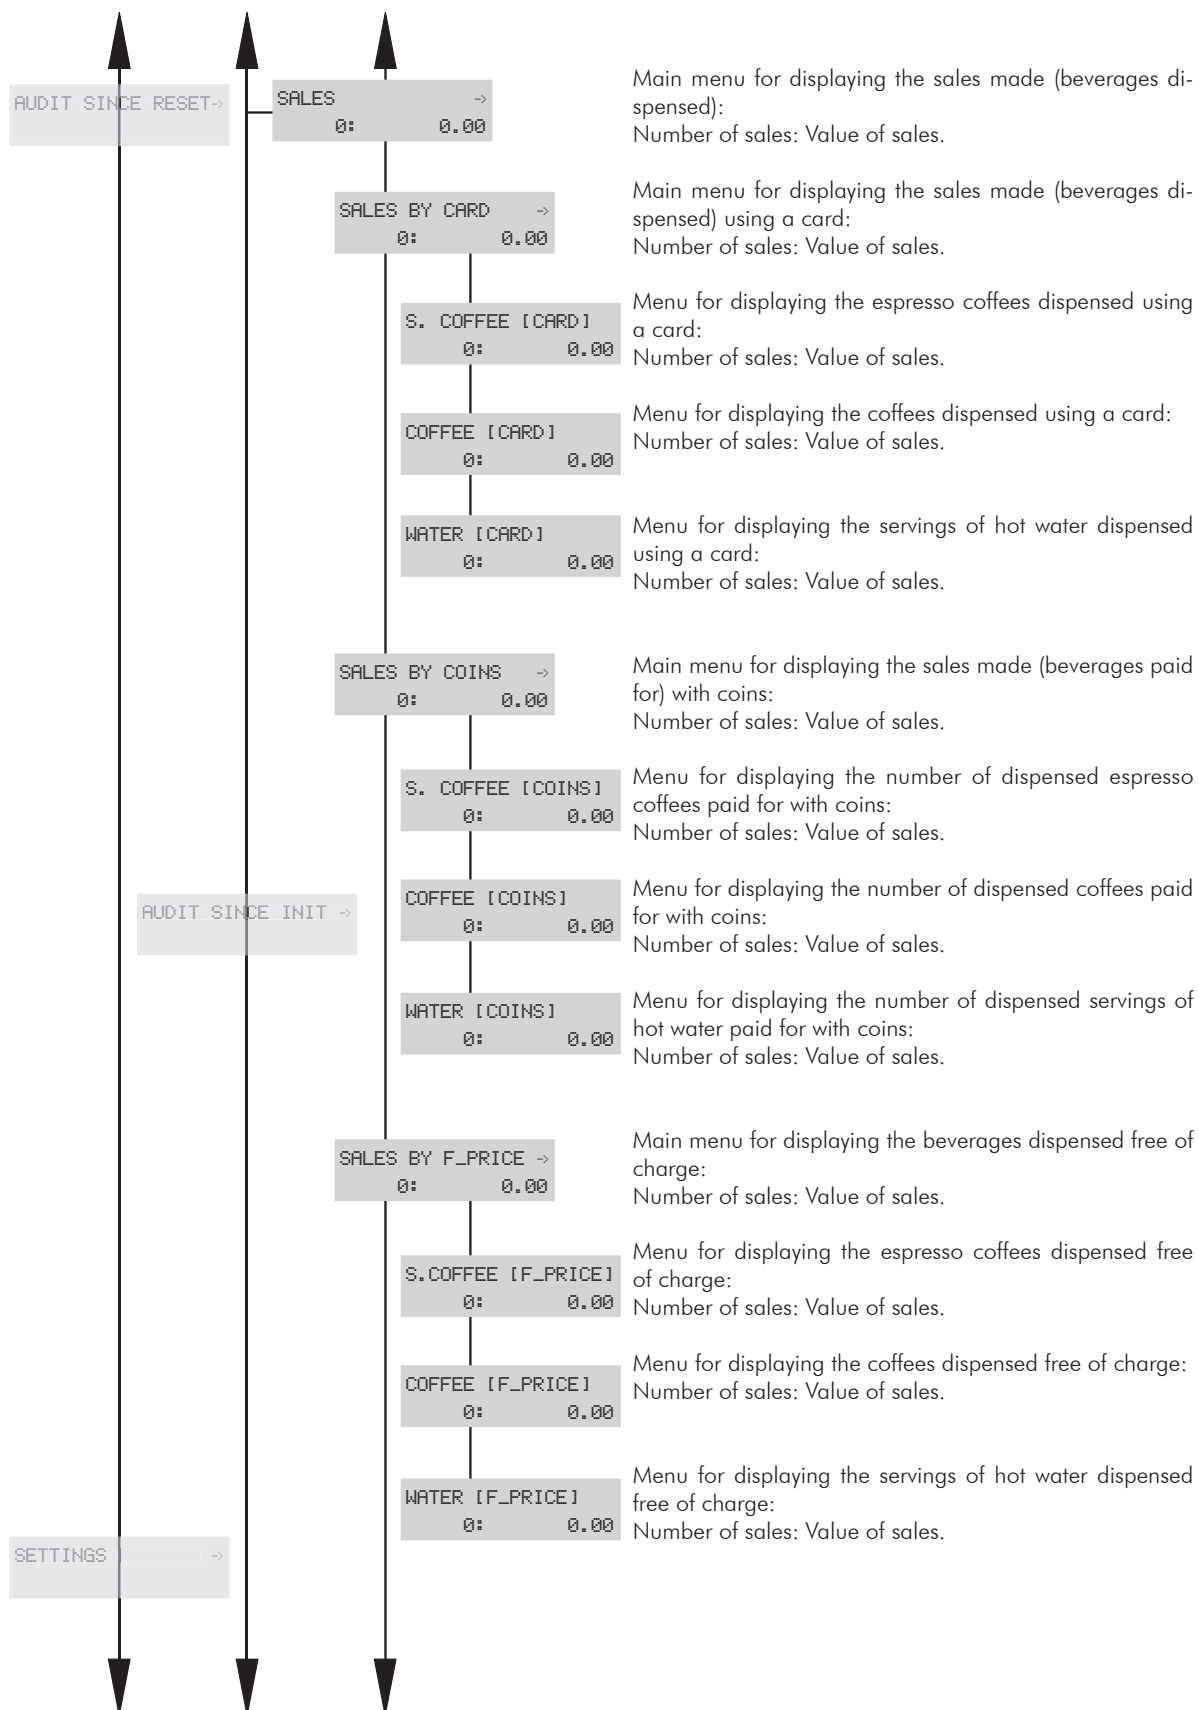 AUDIT SINCE RESET->
SALES ->
0: 0.00
Main menu for displaying the sales made (beverages di-
spensed):
Number of sales: Value of sales.
SALES BY CARD ->
0: 0.00
Main menu for displaying the sales made (beverages di-
spensed) using a card:
Number of sales: Value of sales.
S. COFFEE [CARD]
0: 0.00
Menu for displaying the espresso coffees dispensed using
a card:
Number of sales: Value of sales.
COFFEE [CARD]
0: 0.00
Menu for displaying the coffees dispensed using a card:
Number of sales: Value of sales.
WATER [CARD]
0: 0.00
Menu for displaying the servings of hot water dispensed
using a card:
Number of sales: Value of sales.
SALES BY COINS ->
0: 0.00
Main menu for displaying the sales made (beverages paid
for) with coins:
Number of sales: Value of sales.
S. COFFEE [COINS]
0: 0.00
Menu for displaying the number of dispensed espresso
coffees paid for with coins:
Number of sales: Value of sales.
AUDIT SINCE INIT ->
COFFEE [COINS]
0: 0.00
Menu for displaying the number of dispensed coffees paid
for with coins:
Number of sales: Value of sales.
WATER [COINS]
0: 0.00
Menu for displaying the number of dispensed servings of
hot water paid for with coins:
Number of sales: Value of sales.
SALES BY F_PRICE ->
0: 0.00
Main menu for displaying the beverages dispensed free of
charge:
Number of sales: Value of sales.
S.COFFEE [F_PRICE]
0: 0.00
Menu for displaying the espresso coffees dispensed free
of charge:
Number of sales: Value of sales.
COFFEE [F_PRICE]
0: 0.00
Menu for displaying the coffees dispensed free of charge:
Number of sales: Value of sales.
WATER [F_PRICE]
0: 0.00
Menu for displaying the servings of hot water dispensed
free of charge:
Number of sales: Value of sales.
SETTINGS ->